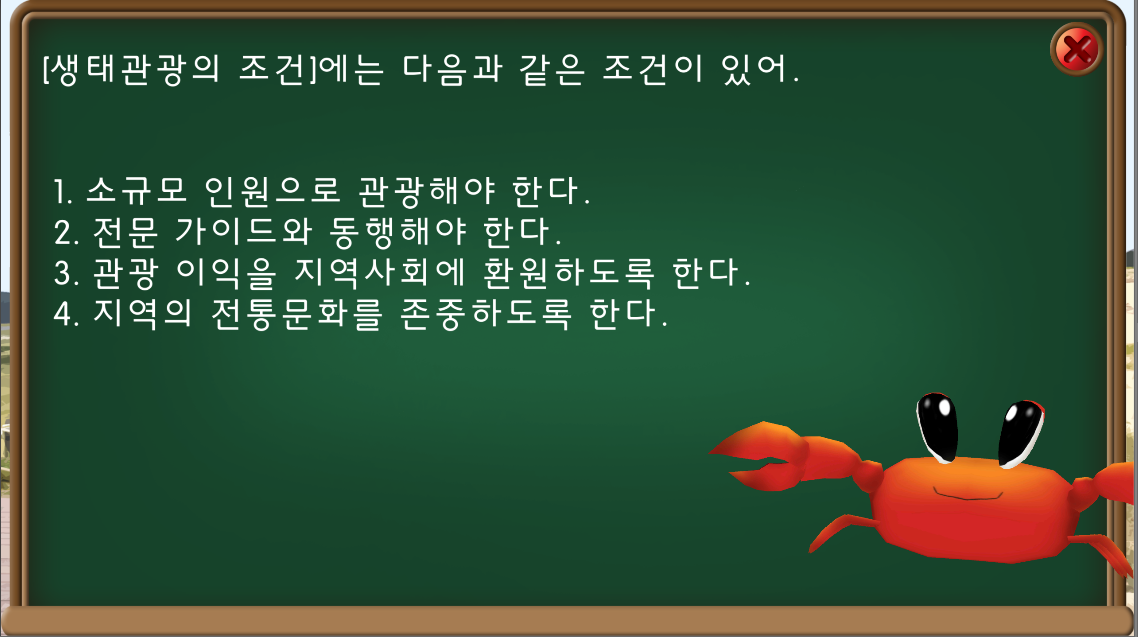 [생태관광의 조건]에는 다음과 같은 조건이 있어.
1. 소규모 인원으로 관광해야 한다.
2. 전문 가이드와 동행해야 한다.
3. 관광 이익을 지역사회에 환원하도록 한다.
4. 지역의 전통문화를 존중하도록 한다.